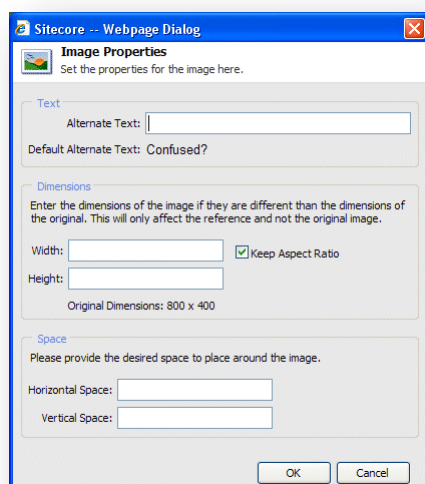 Sitecore -- Webpage Dialog
Image Properties
Set the properties for the image here.
Text
Alternate Text:
Default Alternate Text: Confused?
Dimensions
Enter the dimensions of the image if they are different than the dimensions of
the original. This will only affect the reference and not the original image.
Width:
Keep Aspect Ratio
Height:
Original Dimensions: 800 x 400
Space
Please provide the desired space to place around the image.
Horizontal Space:
Vertical Space:
OK Cancel